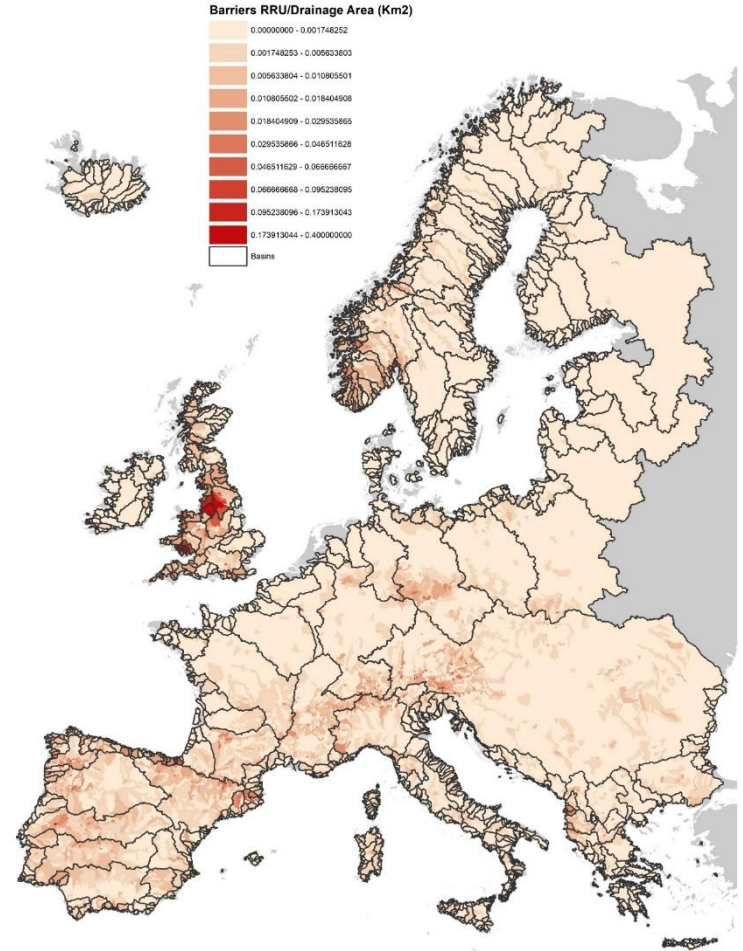 Barriers RRU/Drainage Area (Km2)
0.00000000 - 0.001748252
0.001748253 - 0.005633803
0.005633804 - 0.010805501
0.010805502 - 0.018404908
0.018404909 - 0.029535865
0.029535866 - 0.046511628
0.046511629 - 0.066666667
0.066666668 - 0.095238095
0.095238096 - 0.173913043
0.173913044 - 0.400000000
Basins